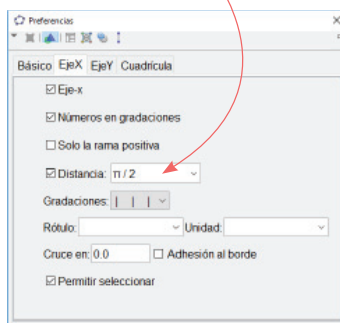 Preferencias
Básico EjeX EjeY Cuadrícula
Eje-x
Números en gradaciones
Solo la rama positiva
Distancia: π / 2
Gradaciones: | | |
Rótulo: Unidad:
Cruce en: 0.0 Adhesión al borde
Permitir seleccionar